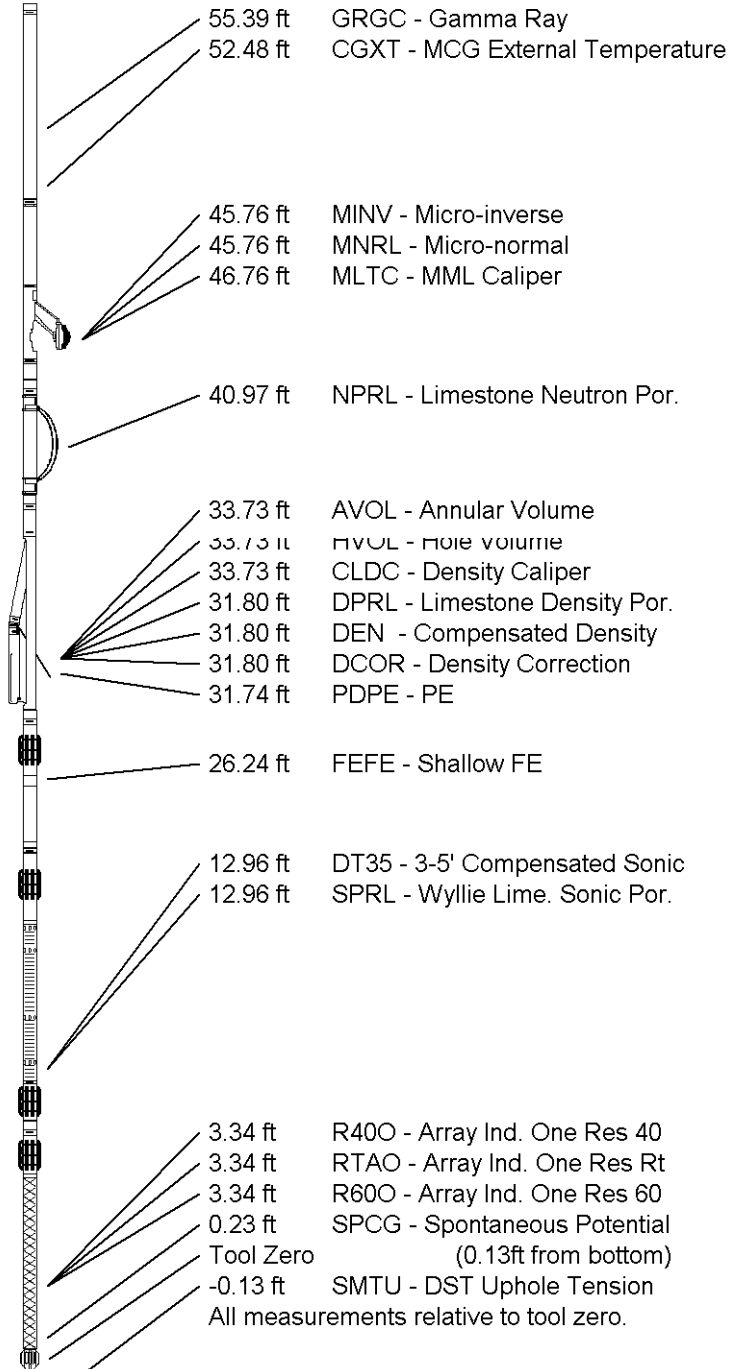 55.39 ft GRGC - Gamma Ray
52.48 ft CGXT - MCG External Temperature
45.76 ft MINV - Micro-inverse
45.76 ft MNRL - Micro-normal
46.76 ft MLTC - MML Caliper
40.97 ft NPRL - Limestone Neutron Por.
33.73 ft AVOL - Annular Volume
33.73 ft HVOL - Hole Volume
33.73 ft CLDC - Density Caliper
31.80 ft DPRL - Limestone Density Por.
31.80 ft DEN - Compensated Density
31.80 ft DCOR - Density Correction
31.74 ft PDPE - PE
26.24 ft FEFE - Shallow FE
12.96 ft DT35 - 3-5' Compensated Sonic
12.96 ft SPRL - Wyllie Lime. Sonic Por.
3.34 ft R40O - Array Ind. One Res 40
3.34 ft RTAO - Array Ind. One Res Rt
3.34 ft R60O - Array Ind. One Res 60
0.23 ft SPCG - Spontaneous Potential
Tool Zero (0.13ft from bottom)
-0.13 ft SMTU - DST Uphole Tension
All measurements relative to tool zero.